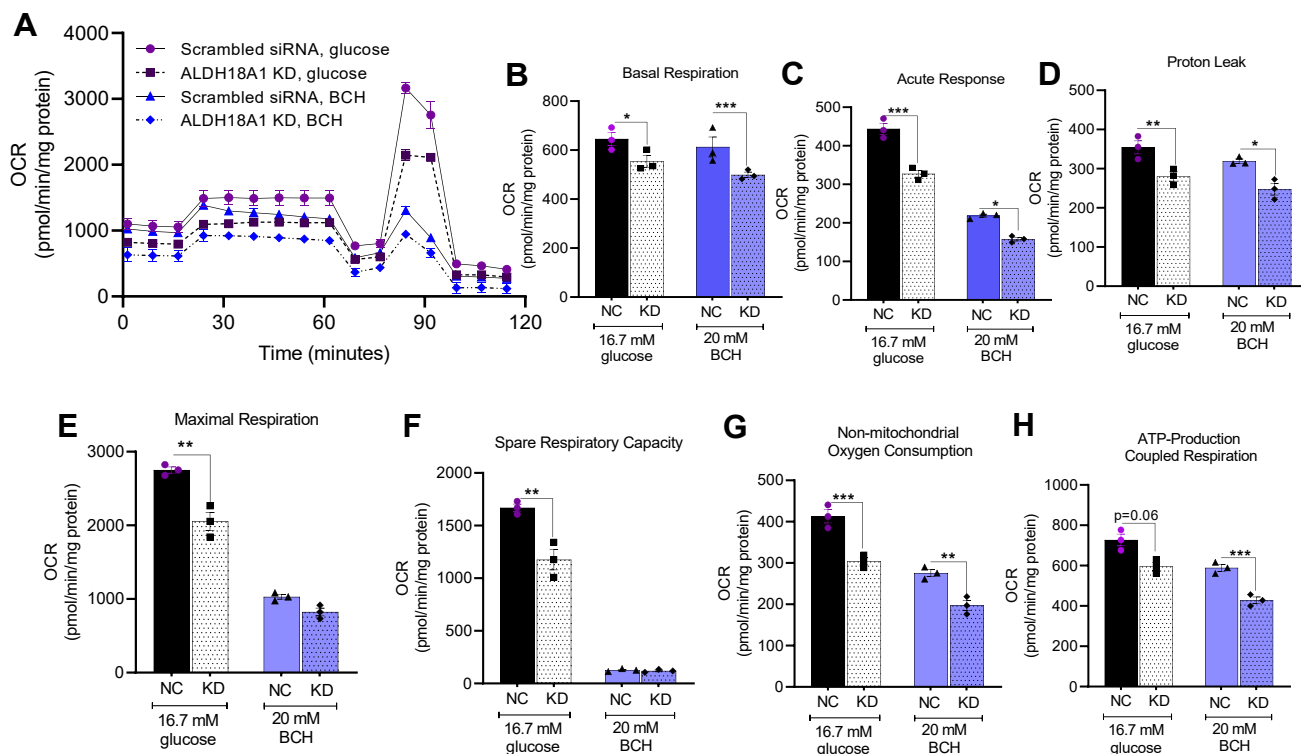 A
4000
3000
2000
1000
0
OCR
(pmol/min/mg protein)
0 30 60 90 120
Time (minutes)
Scrambled siRNA, glucose
ALDH18A1 KD, glucose
Scrambled siRNA, BCH
ALDH18A1 KD, BCH
B
Basal Respiration
800
600
400
200
0
OCR
(pmol/min/mg protein)
* ***
NC KD NC KD
16.7 mM
glucose
20 mM
BCH
C
Acute Response
500
400
300
200
100
0
OCR
(pmol/min/mg protein)
*** *
NC KD NC KD
16.7 mM
glucose
20 mM
BCH
D
Proton Leak
500
400
300
200
100
0
OCR
(pmol/min/mg protein)
** *
NC KD NC KD
16.7 mM
glucose
20 mM
BCH
E
Maximal Respiration
3000
2000
1000
0
OCR
(pmol/min/mg protein)
**
NC KD NC KD
16.7 mM
glucose
20 mM
BCH
F
Spare Respiratory Capacity
2000
1500
1000
500
0
OCR
(pmol/min/mg protein)
**
NC KD NC KD
16.7 mM
glucose
20 mM
BCH
G
Non-mitochondrial
Oxygen Consumption
500
400
300
200
100
0
OCR
(pmol/min/mg protein)
*** **
NC KD NC KD
16.7 mM
glucose
20 mM
BCH
H
ATP-Production
Coupled Respiration
1000
800
600
400
200
0
OCR
(pmol/min/mg protein)
p=0.06 ***
NC KD NC KD
16.7 mM
glucose
20 mM
BCH